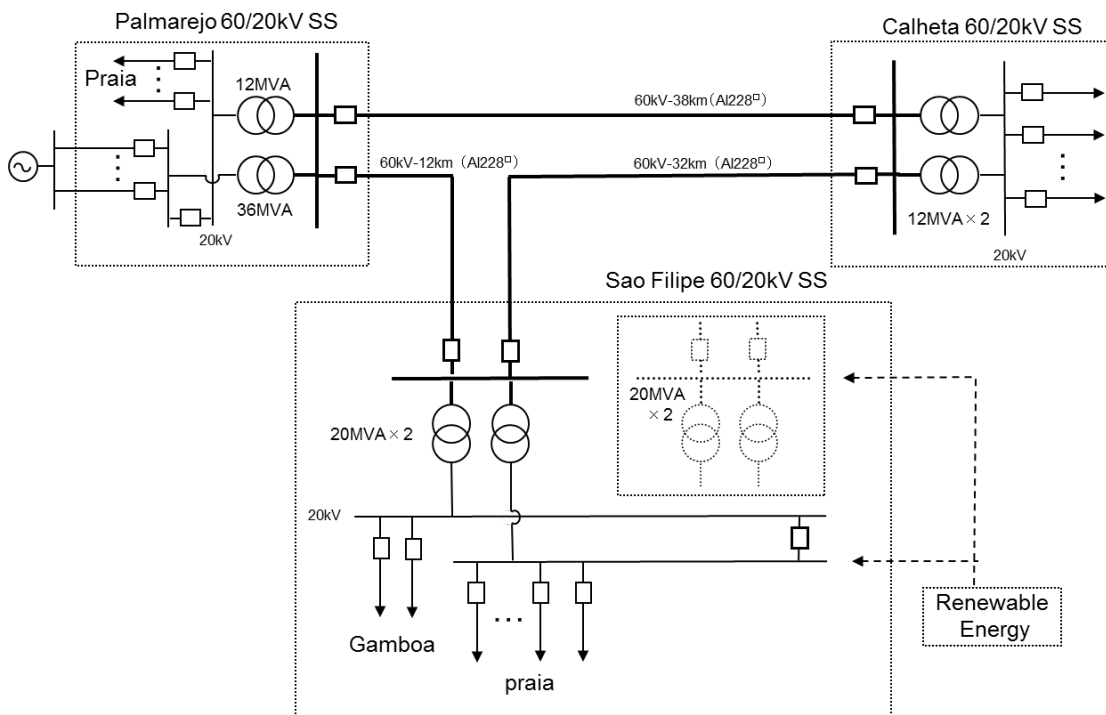 Palmarejo 60/20kV SS
Calheta 60/20kV SS
Praia
12MVA
60kV-38km（Al228□）
60kV-12km（Al228□）
60kV-32km（Al228□）
36MVA
20kV
12MVA×2
20kV
Sao Filipe 60/20kV SS
20MVA
×2
20MVA×2
20kV
Renewable
Energy
Gamboa
praia